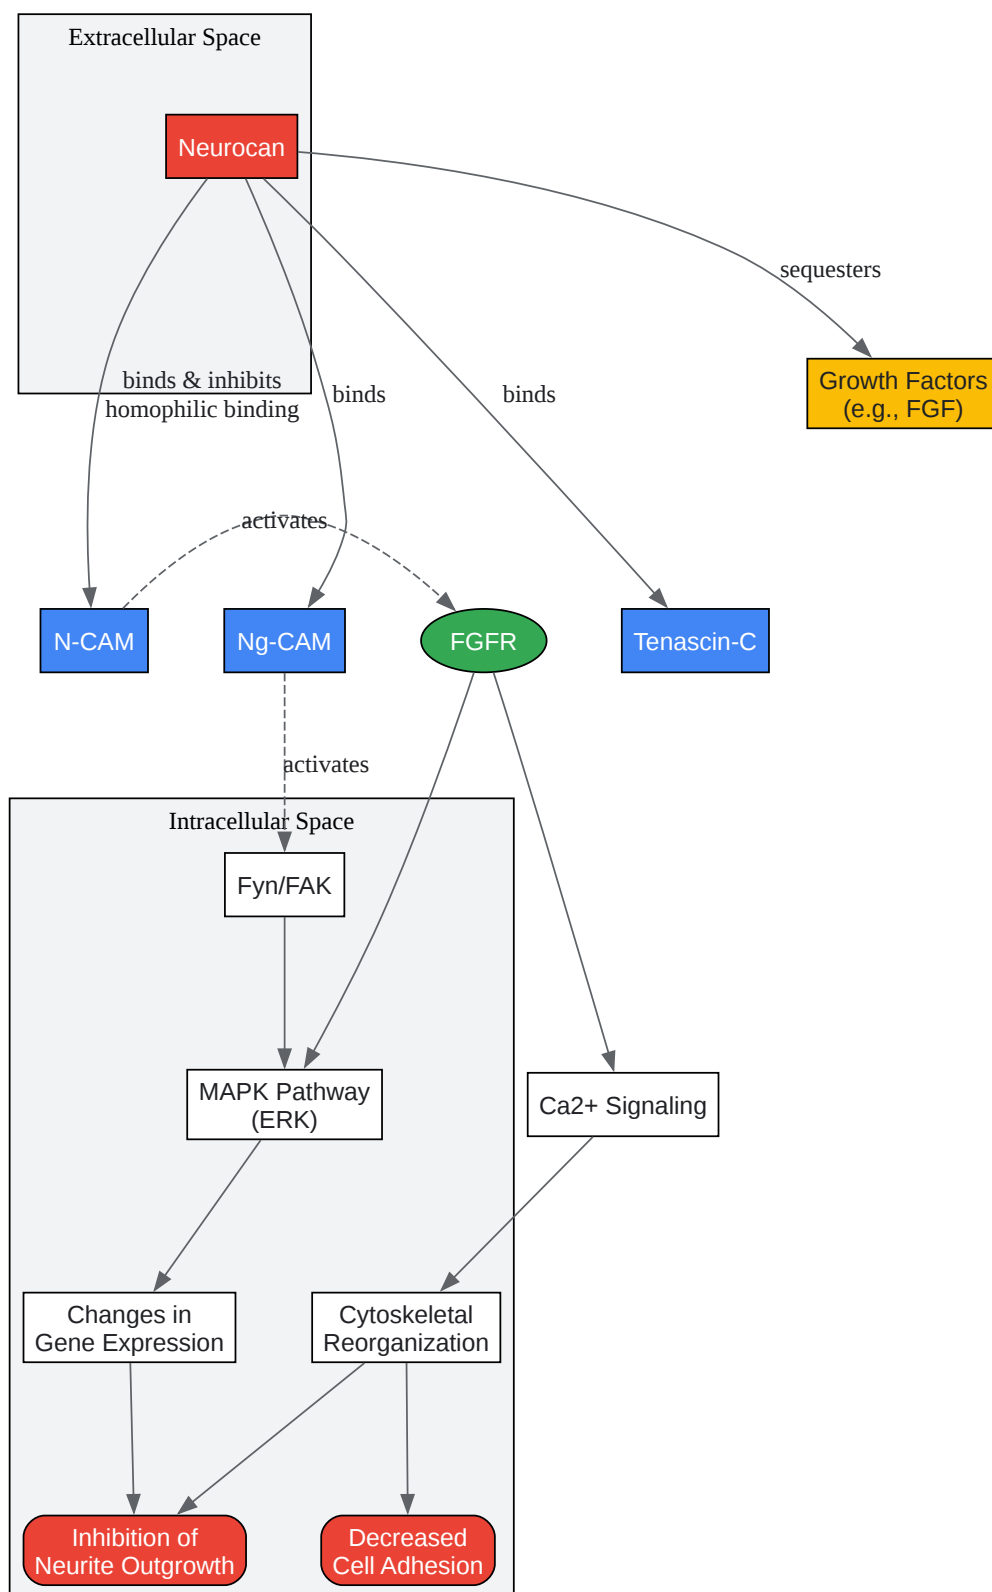 Extracellular Space
Neurocan
sequesters
binds & inhibits
homophilic binding
binds
binds
Growth Factors
(e.g., FGF)
activates
N-CAM
Ng-CAM
FGFR
Tenascin-C
activates
Intracellular Space
Fyn/FAK
MAPK Pathway
(ERK)
Ca2+ Signaling
Changes in
Gene Expression
Cytoskeletal
Reorganization
Inhibition of
Neurite Outgrowth
Decreased
Cell Adhesion